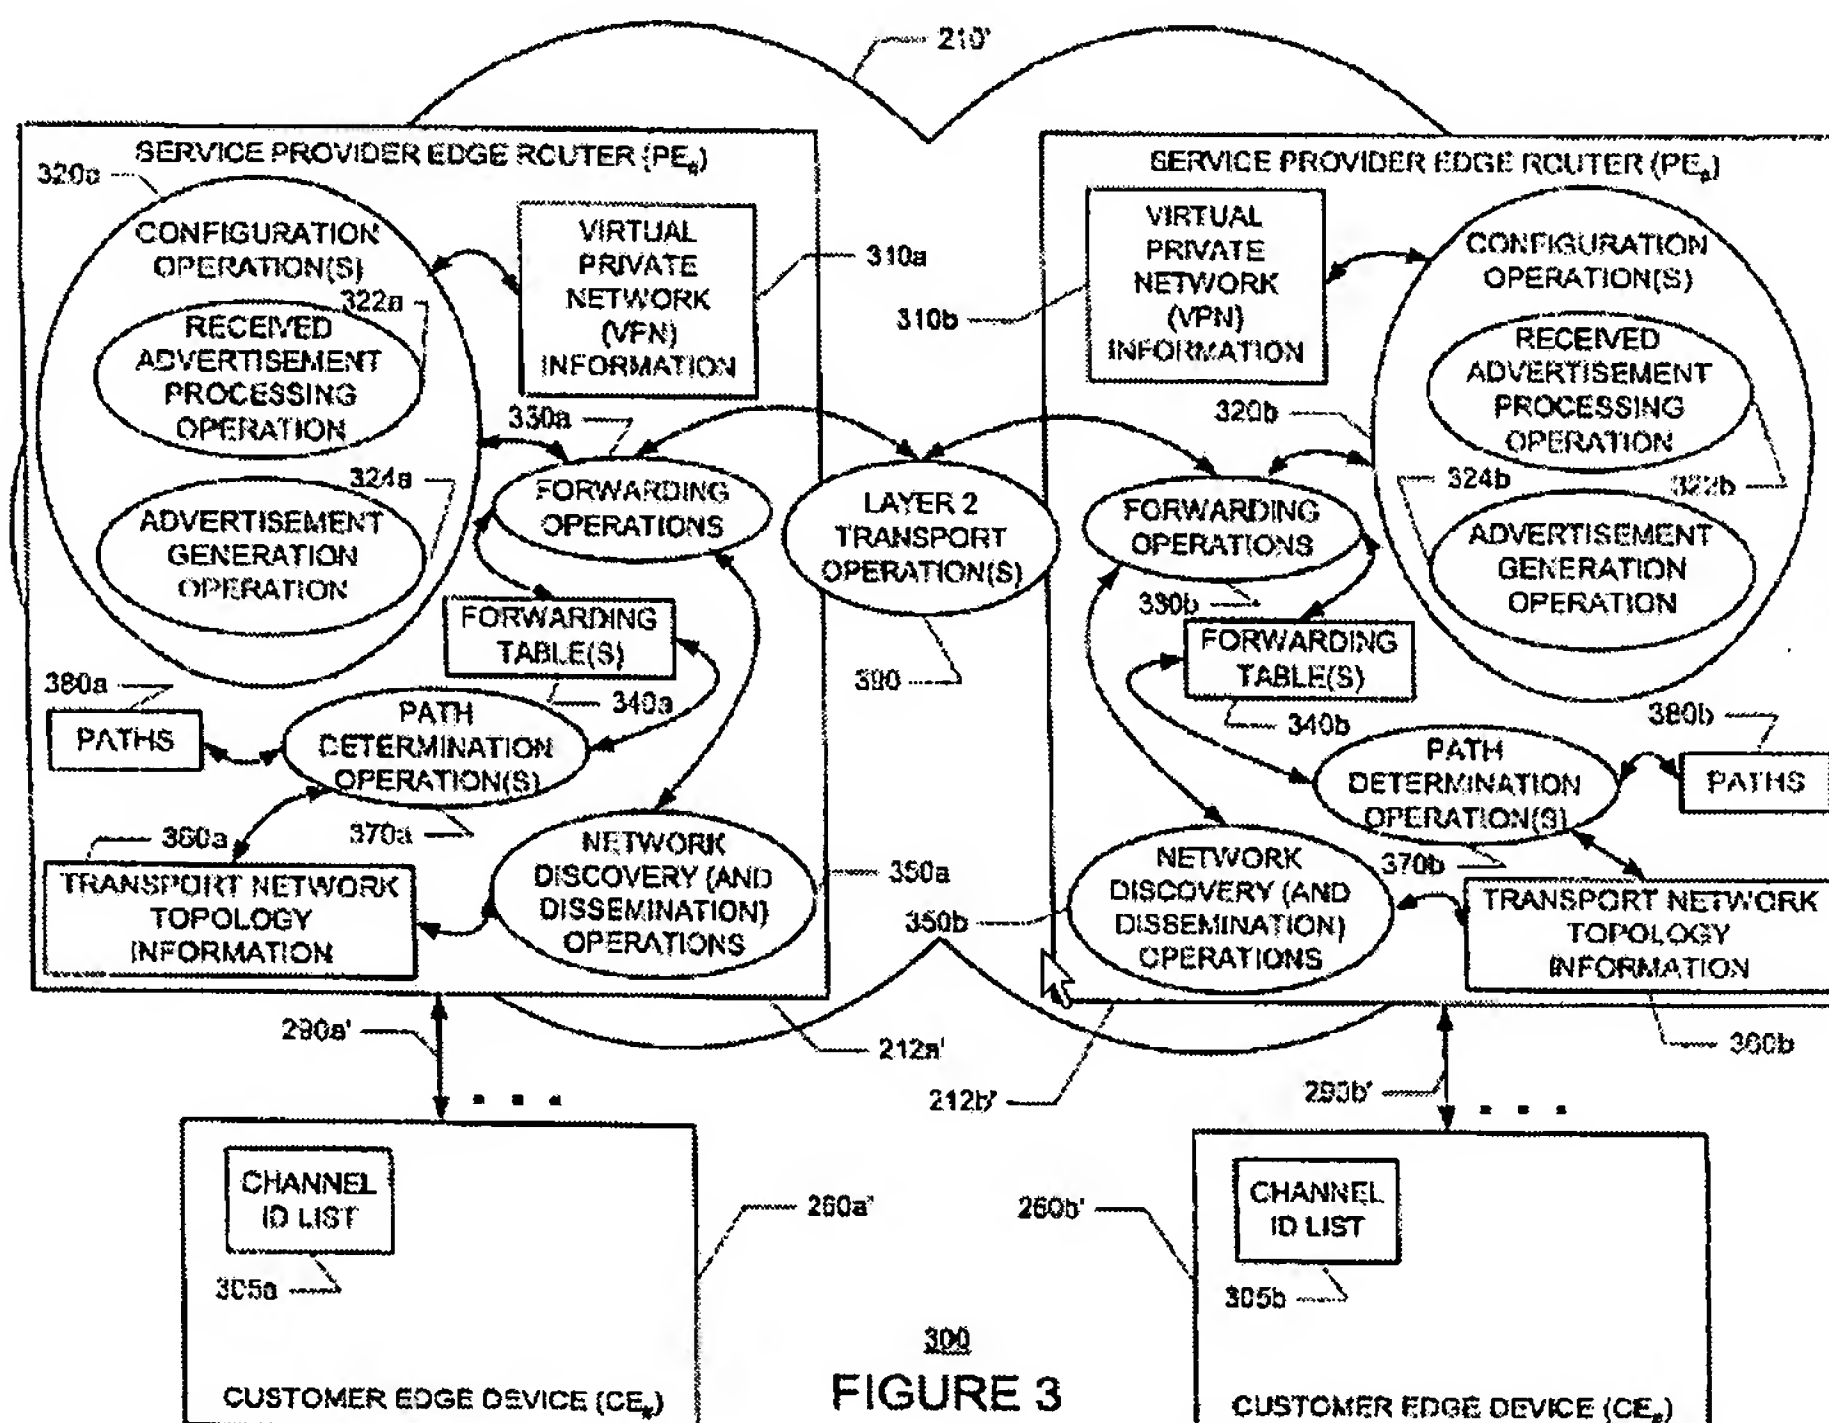 210'
SERVICE PROVIDER EDGE ROUTER (PE#)
320a
CONFIGURATION
OPERATION(S)
322a
RECEIVED
ADVERTISEMENT
PROCESSING
OPERATION
324a
ADVERTISEMENT
GENERATION
OPERATION
VIRTUAL
PRIVATE
NETWORK
(VPN)
INFORMATION
310a
330a
FORWARDING
OPERATIONS
FORWARDING
TABLE(S)
340a
380a
PATHS
PATH
DETERMINATION
OPERATION(S)
370a
360a
TRANSPORT NETWORK
TOPOLOGY
INFORMATION
NETWORK
DISCOVERY (AND
DISSEMINATION)
OPERATIONS
350a
LAYER 2
TRANSPORT
OPERATION(S)
390
SERVICE PROVIDER EDGE ROUTER (PE#)
VIRTUAL
PRIVATE
NETWORK
(VPN)
INFORMATION
310b
CONFIGURATION
OPERATION(S)
RECEIVED
ADVERTISEMENT
PROCESSING
OPERATION
320b
322b
324b
ADVERTISEMENT
GENERATION
OPERATION
FORWARDING
OPERATIONS
330b
FORWARDING
TABLE(S)
340b
380b
PATHS
PATH
DETERMINATION
OPERATION(S)
370b
NETWORK
DISCOVERY (AND
DISSEMINATION)
OPERATIONS
350b
TRANSPORT NETWORK
TOPOLOGY
INFORMATION
360b
290a'
212a'
212b'
290b'
CHANNEL
ID LIST
305a
260a'
CUSTOMER EDGE DEVICE (CE#)
260b'
CHANNEL
ID LIST
305b
CUSTOMER EDGE DEVICE (CE#)
300
FIGURE 3